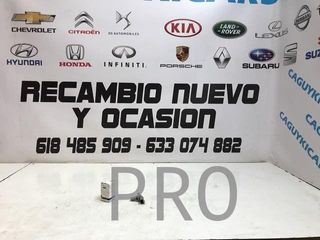 CHEVROLET
CITROËN
DS AUTOMOBILES
KIA
LAND ROVER
LEXUS
HYUNDAI
HONDA
INFINITI
PORSCHE
RENAULT
SUBARU
RECAMBIO NUEVO
Y OCASION
618 485 909 - 633 074 882
PRO